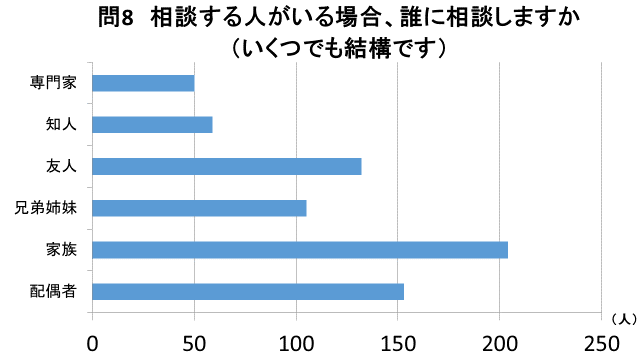 問8　相談する人がいる場合、誰に相談しますか
（いくつでも結構です）
専門家
知人
友人
兄弟姉妹
家族
配偶者
0 50 100 150 200 250
（人）